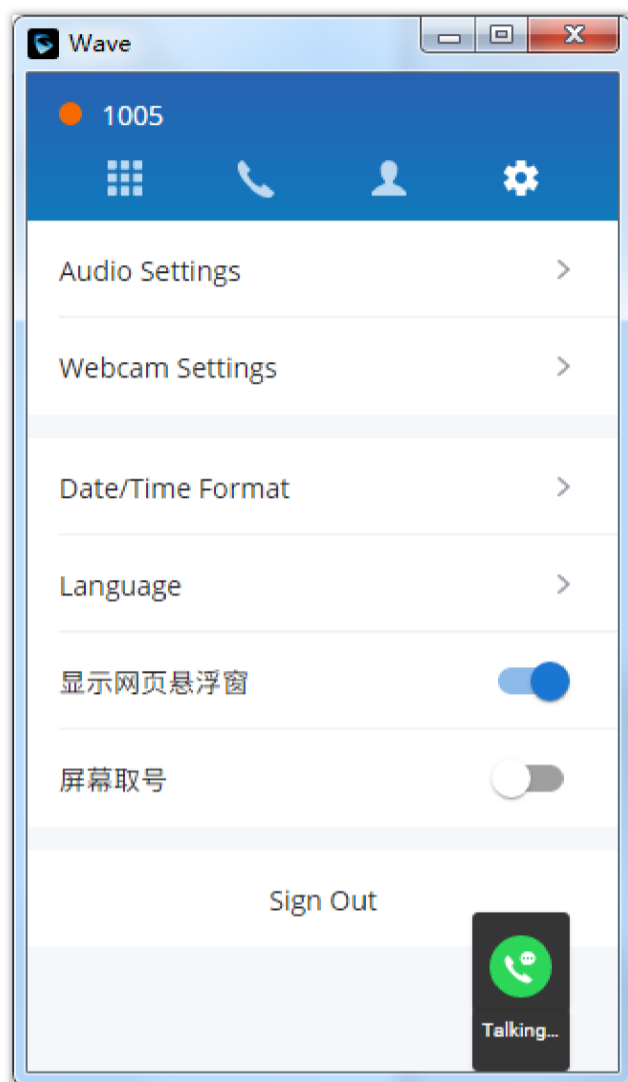 Wave
1005
Audio Settings
Webcam Settings
Date/Time Format
Language
显示网页悬浮窗
屏幕取号
Sign Out
Talking...